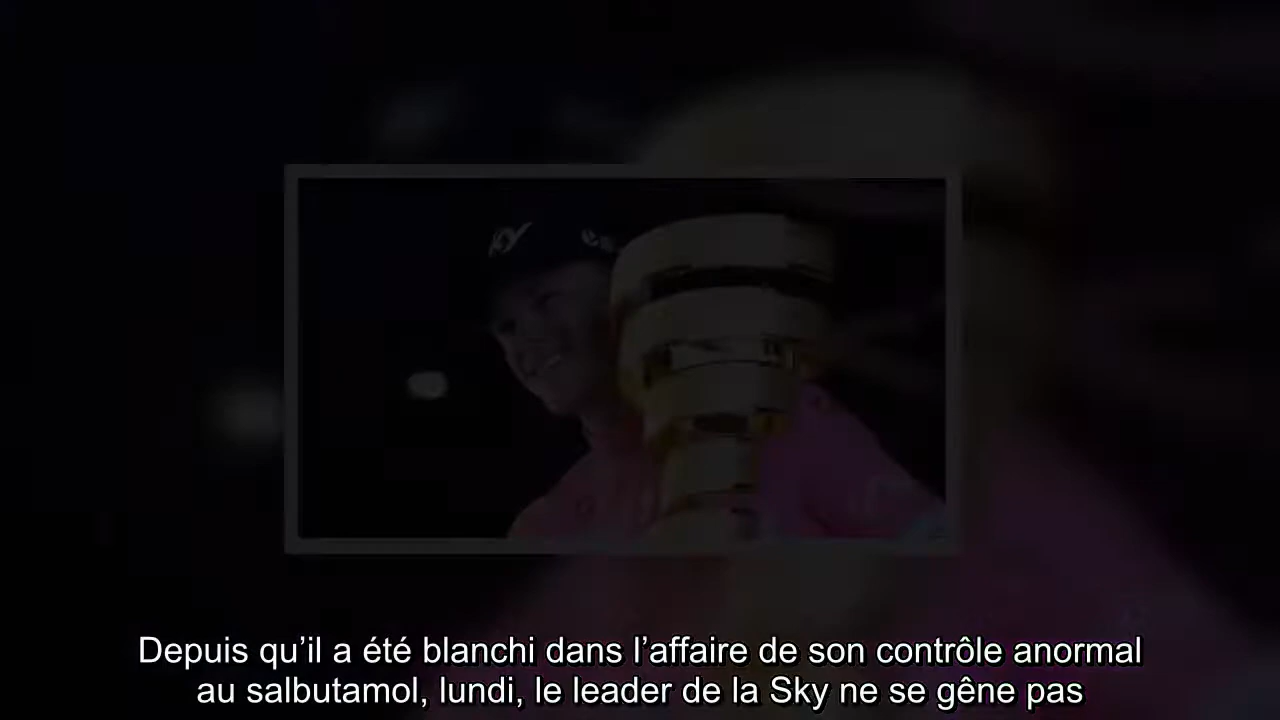 Depuis qu’il a été blanchi dans l’affaire de son contrôle anormal
au salbutamol, lundi, le leader de la Sky ne se gêne pas